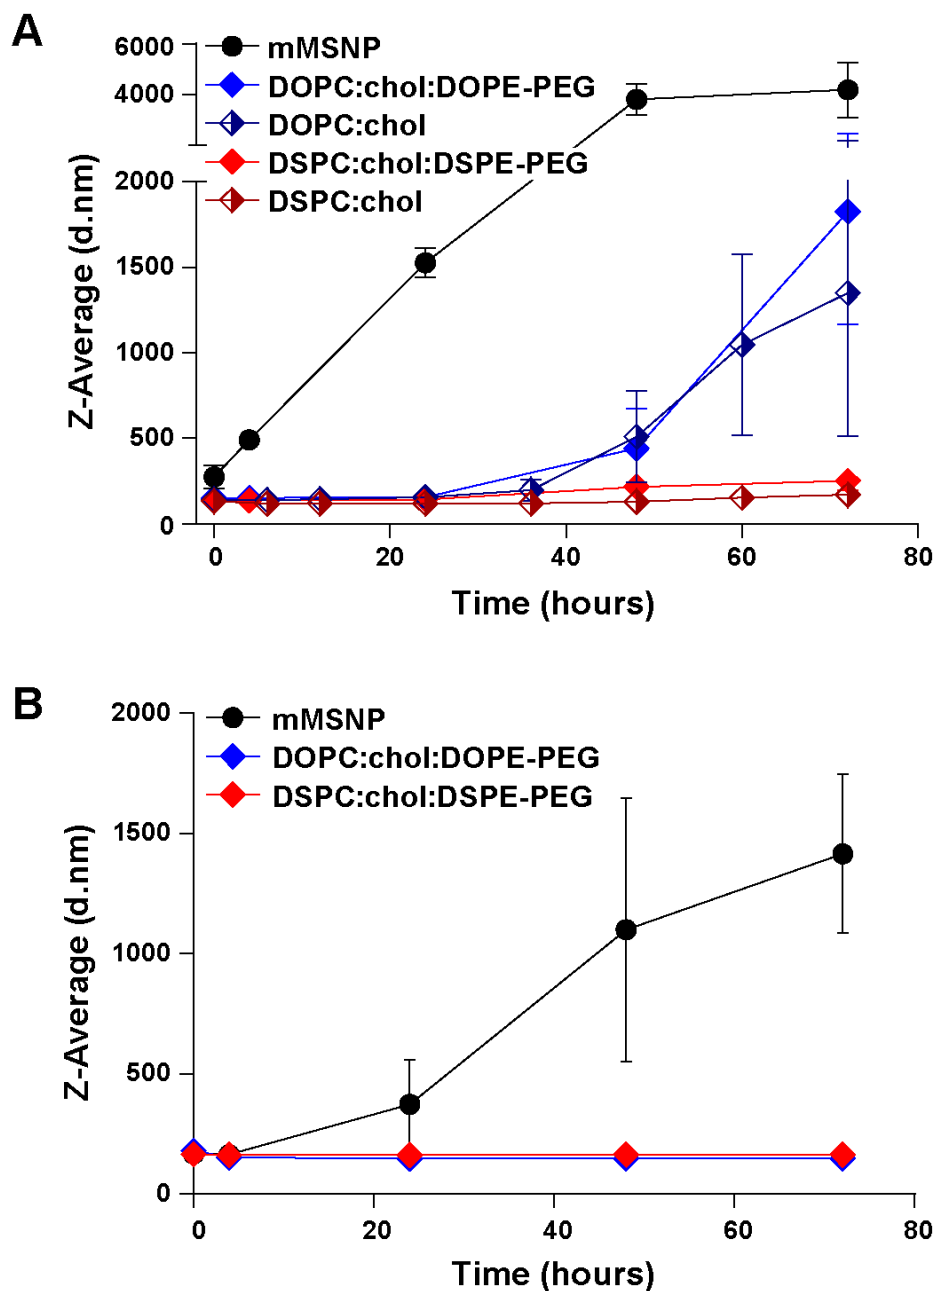 A
6000
4000
2000
1500
1000
500
0
Z-Average (d.nm)
mMSNP
DOPC:chol:DOPE-PEG
DOPC:chol
DSPC:chol:DSPE-PEG
DSPC:chol
0 20 40 60 80
Time (hours)
B
2000
1500
1000
500
0
Z-Average (d.nm)
mMSNP
DOPC:chol:DOPE-PEG
DSPC:chol:DSPE-PEG
0 20 40 60 80
Time (hours)